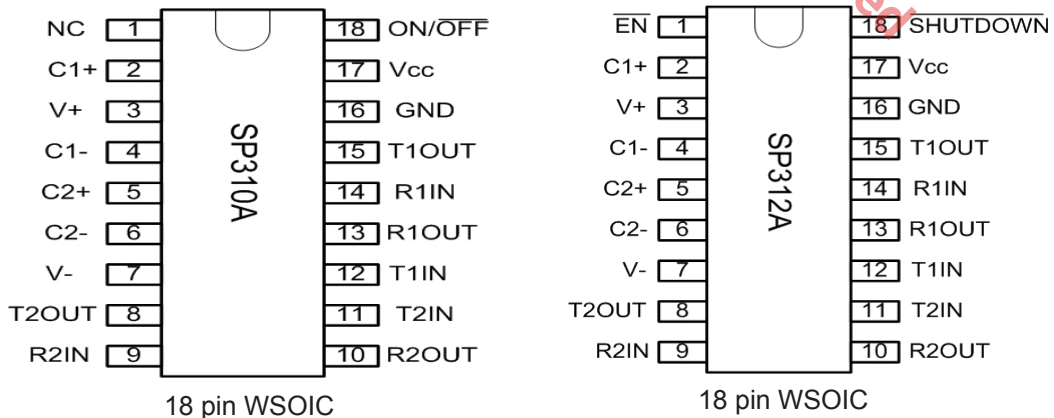 NC 1 18 ON/OFF
C1+ 2 17 Vcc
V+ 3 16 GND
C1- 4 15 T1OUT
C2+ 5 14 R1IN
C2- 6 13 R1OUT
V- 7 12 T1IN
T2OUT 8 11 T2IN
R2IN 9 10 R2OUT
SP310A
18 pin WSOIC
EN 1 18 SHUTDOWN
C1+ 2 17 Vcc
V+ 3 16 GND
C1- 4 15 T1OUT
C2+ 5 14 R1IN
C2- 6 13 R1OUT
V- 7 12 T1IN
T2OUT 8 11 T2IN
R2IN 9 10 R2OUT
SP312A
18 pin WSOIC